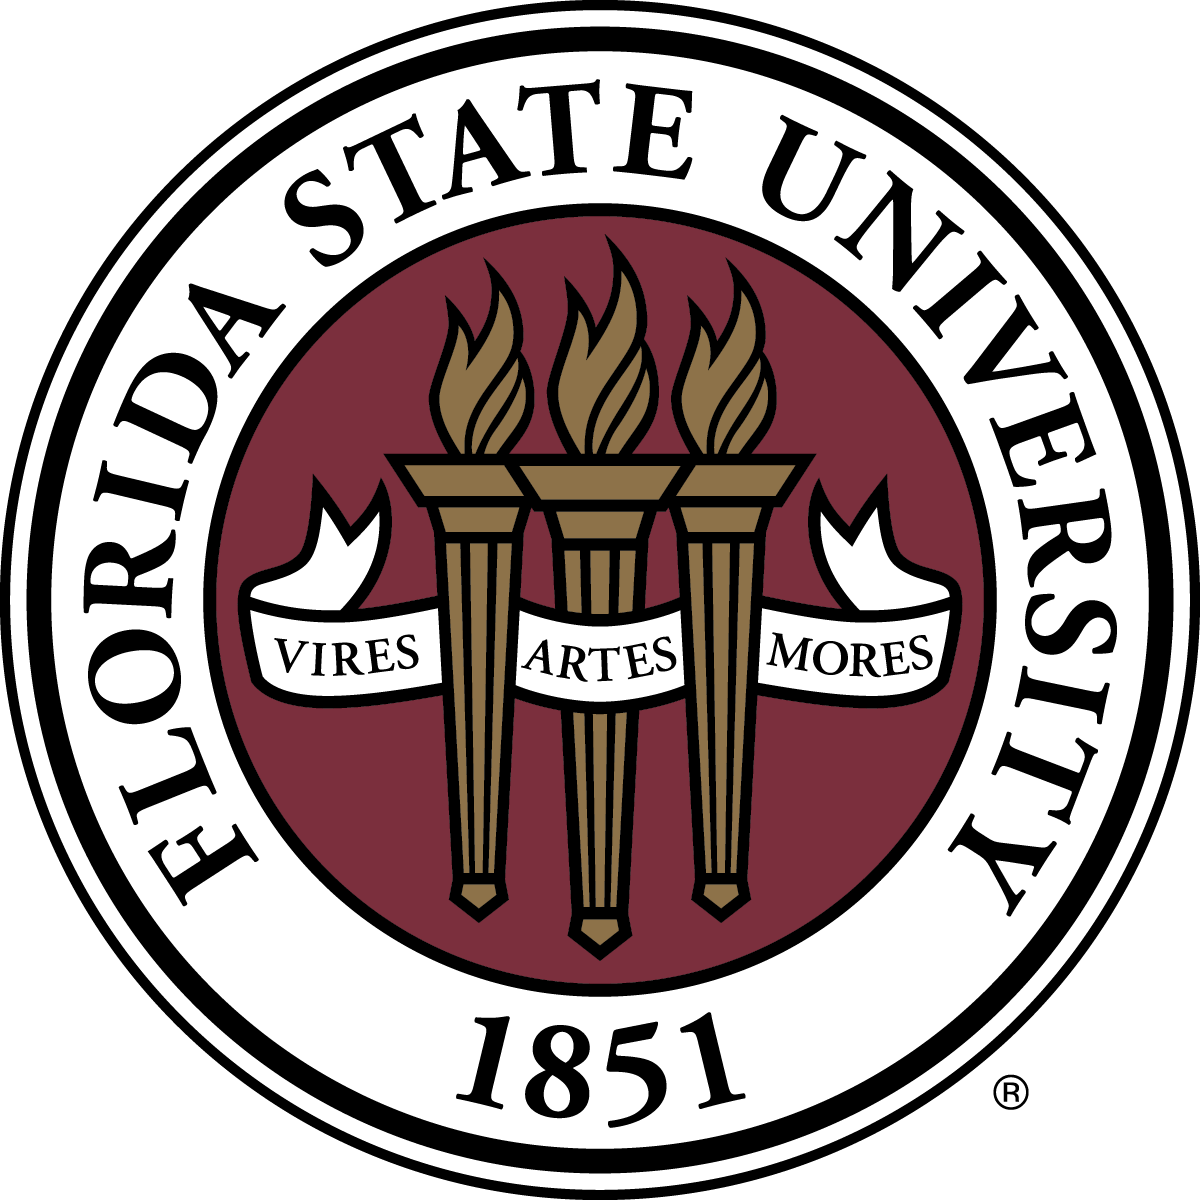 FLORIDA STATE UNIVERSITY
VIRES ARTES MORES
1851
®